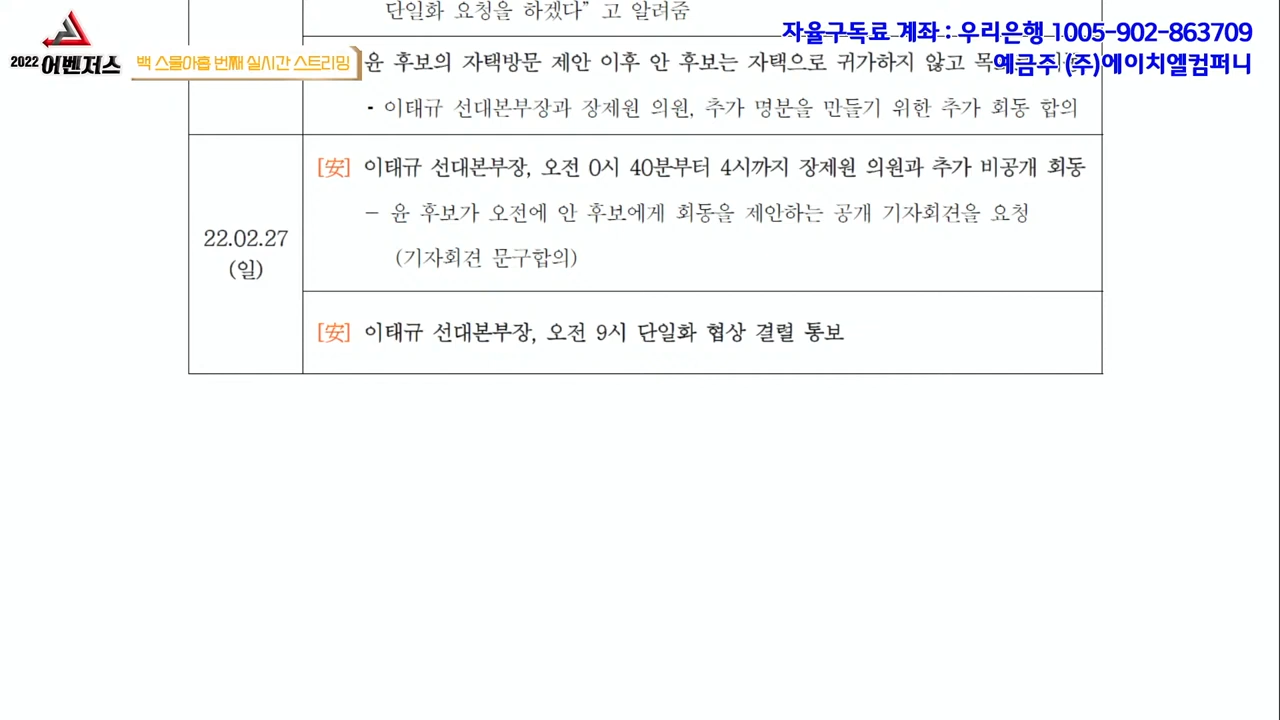 단일화 요청을 하겠다” 고 알려줌
자율구독료 계좌 : 우리은행 1005-902-863709
예금주 (주)에이치엘컴퍼니
2022 어벤저스
백 스물아홉 번째 실시간 스트리밍
윤 후보의 자택방문 제안 이후 안 후보는 자택으로 귀가하지 않고
- 이태규 선대본부장과 장제원 의원, 추가 명분을 만들기 위한 추가 회동 합의
22.02.27
(일)
[安] 이태규 선대본부장, 오전 0시 40분부터 4시까지 장제원 의원과 추가 비공개 회동
- 윤 후보가 오전에 안 후보에게 회동을 제안하는 공개 기자회견을 요청
(기자회견 문구합의)
[安] 이태규 선대본부장, 오전 9시 단일화 협상 결렬 통보